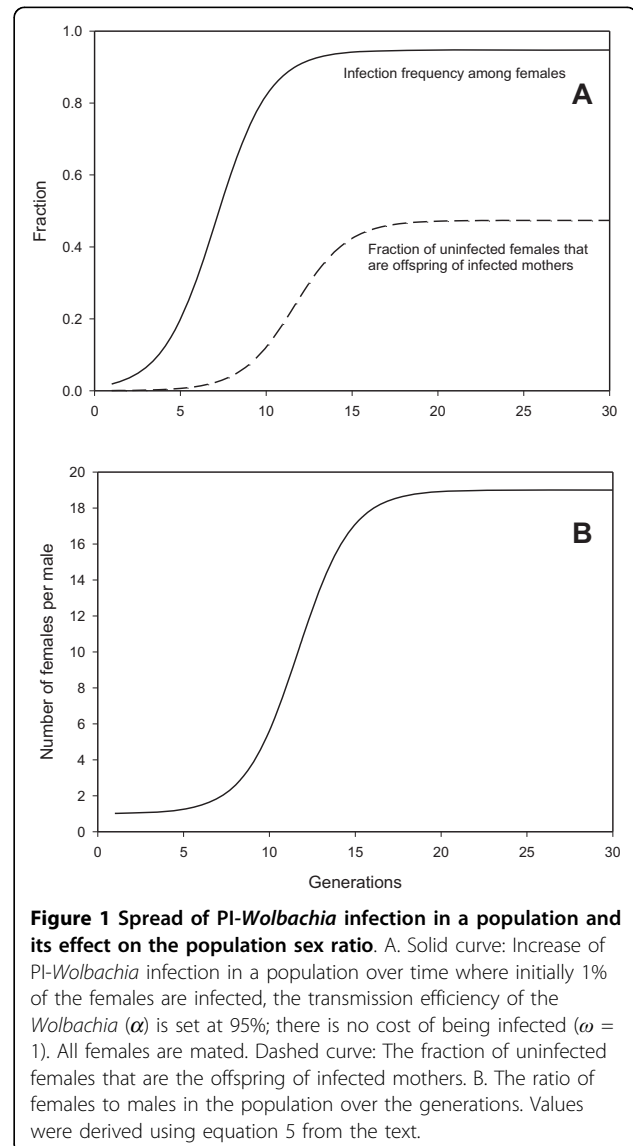 1.0
0.8
0.6
0.4
0.2
0.0
Fraction
Infection frequency among females
A
Fraction of uninfected females that
are offspring of infected mothers
0 5 10 15 20 25 30
20
18
16
14
12
10
8
6
4
2
0
Number of females per male
B
0 5 10 15 20 25 30
Generations
Figure 1 Spread of PI-Wolbachia infection in a population and
its effect on the population sex ratio. A. Solid curve: Increase of
PI-Wolbachia infection in a population over time where initially 1%
of the females are infected, the transmission efficiency of the
Wolbachia (α) is set at 95%; there is no cost of being infected (ω =
1). All females are mated. Dashed curve: The fraction of uninfected
females that are the offspring of infected mothers. B. The ratio of
females to males in the population over the generations. Values
were derived using equation 5 from the text.